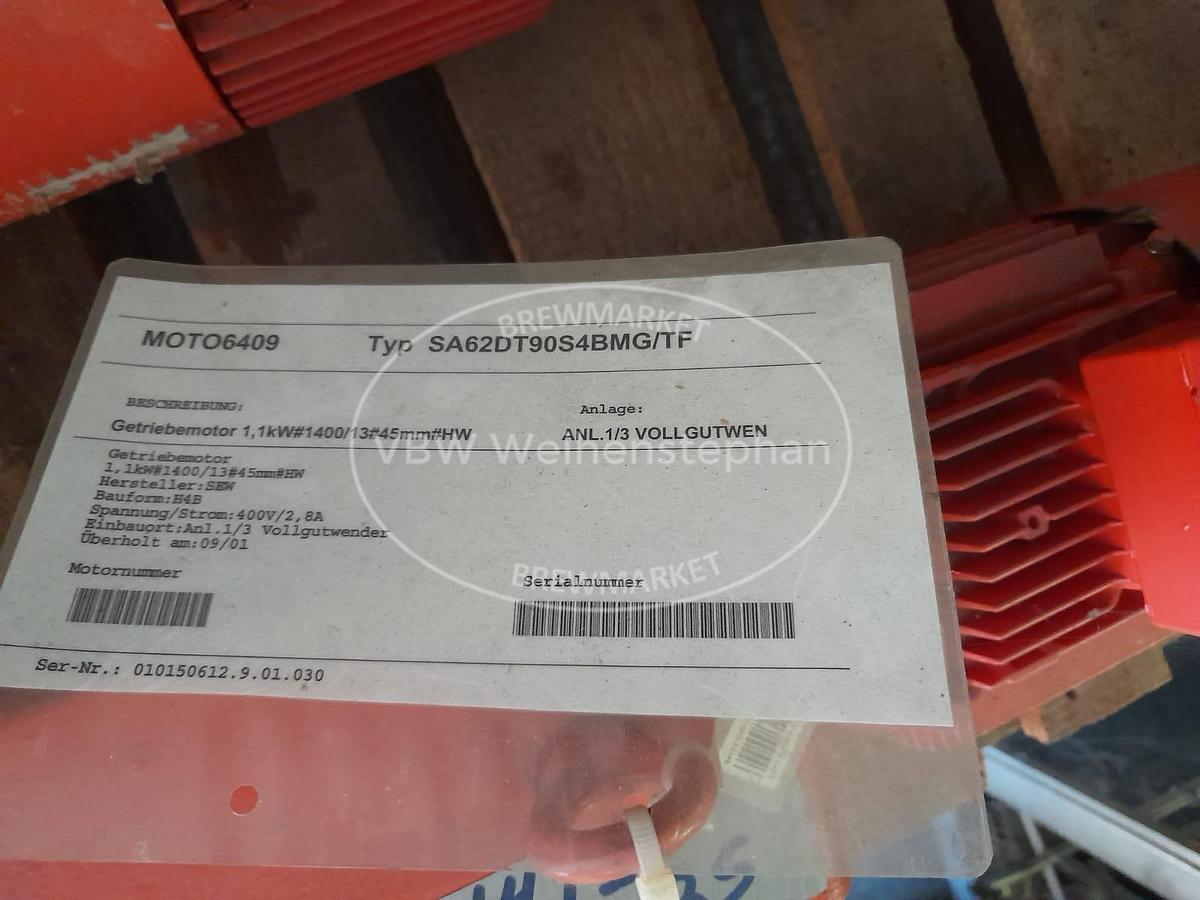 BREWMARKET
MOTO6409 Typ SA62DT90S4BMG/TF
BESCHREIBUNG: Anlage:
Getriebemotor 1,1kW#1400/13#45mm#HW ANL.1/3 VOLLGUTWEN
VBW Weihenstephan
Getriebemotor
1,1kW#1400/13#45mm#HW
Hersteller:SEW
Bauform:H4B
Spannung/Strom:400V/2,8A
Einbauort:Anl.1/3 Vollgutwender
Überholt am:09/01
BREWMARKET
Motornummer Serialnummer
Ser-Nr.: 010150612.9.01.030